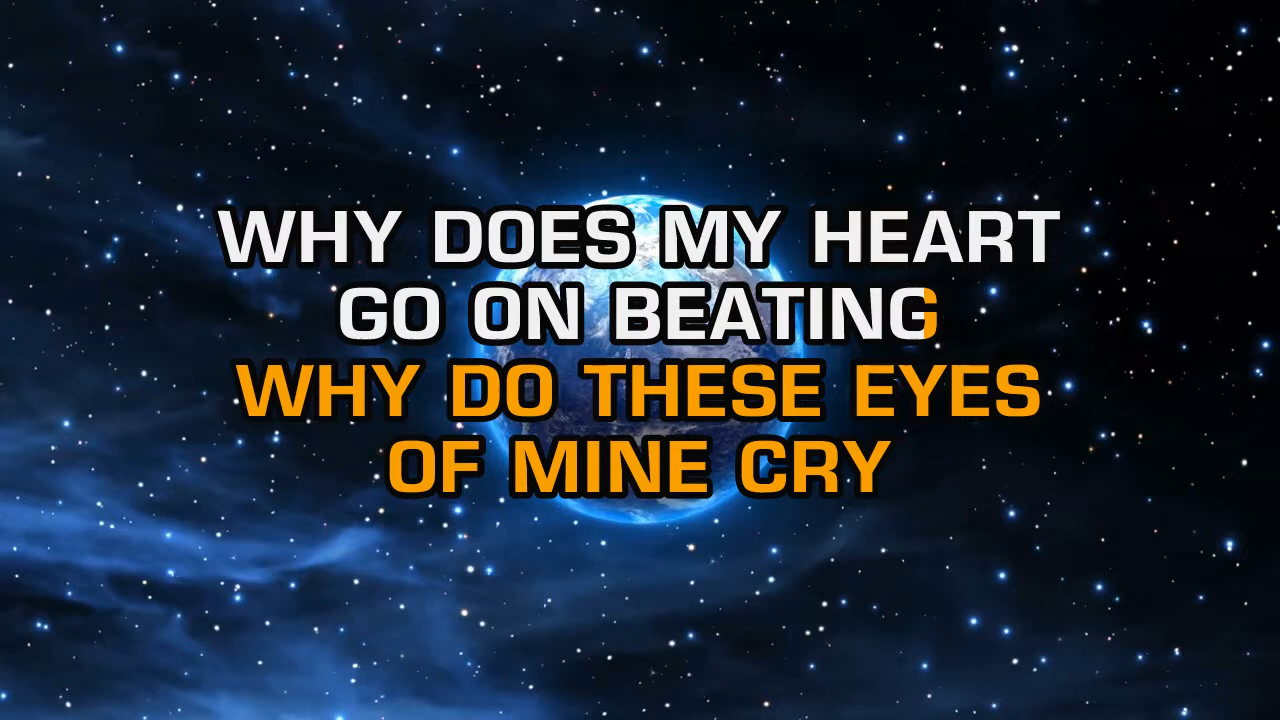 WHY DOES MY HEART
GO ON BEATING
WHY DO THESE EYES
OF MINE CRY